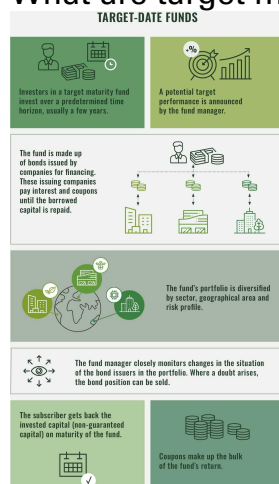 TARGET-DATE FUNDS
Investors in a target maturity fund
invest over a predetermined time
horizon, usually a few years.
%
A potential target
performance is announced
by the fund manager.
The fund is made up
of bonds issued by
companies for financing.
These issuing companies
pay interest and coupons
until the borrowed
capital is repaid.
The fund's portfolio is diversified
by sector, geographical area and
risk profile.
The fund manager closely monitors changes in the situation
of the bond issuers in the portfolio. Where a doubt arises,
the bond position can be sold.
The subscriber gets back the
invested capital (non-guaranteed
capital) on maturity of the fund.
Coupons make up the bulk
of the fund's return.